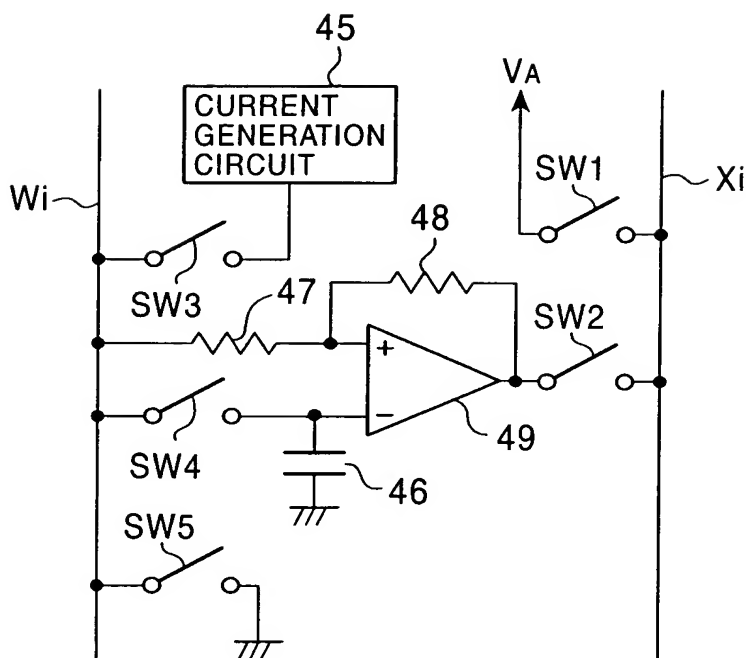 45
CURRENT
GENERATION
CIRCUIT
VA
SW1
Xi
Wi
SW3
48
47
SW2
+
−
49
SW4
46
SW5